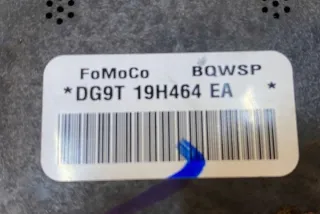 FoMoCo BQWSP
*DG9T 19H464 EA *